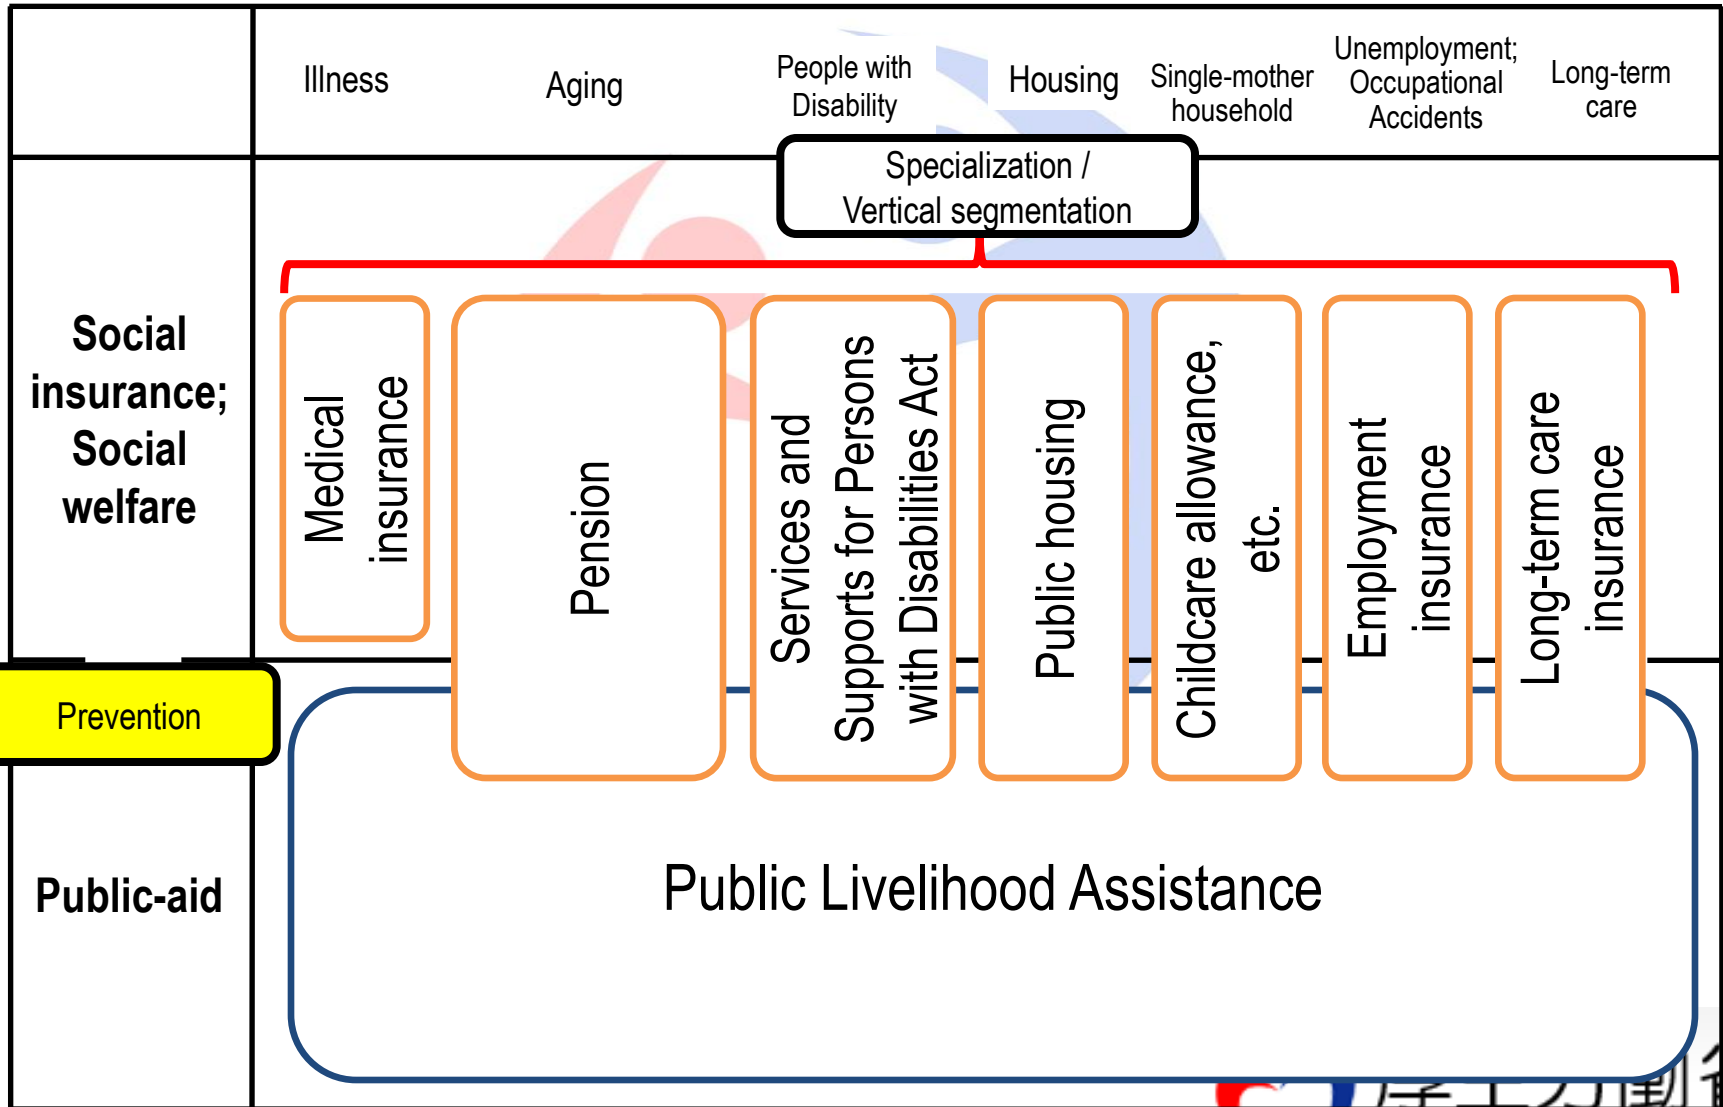 Illness
Aging
People with
Disability
Housing
Single-mother
household
Unemployment;
Occupational
Accidents
Long-term
care
Specialization /
Vertical segmentation
Social
insurance;
Social
welfare
Medical
insurance
Pension
Services and
Supports for Persons
with Disabilities Act
Public housing
Childcare allowance,
etc.
Employment
insurance
Long-term care
insurance
Prevention
Public-aid
Public Livelihood Assistance